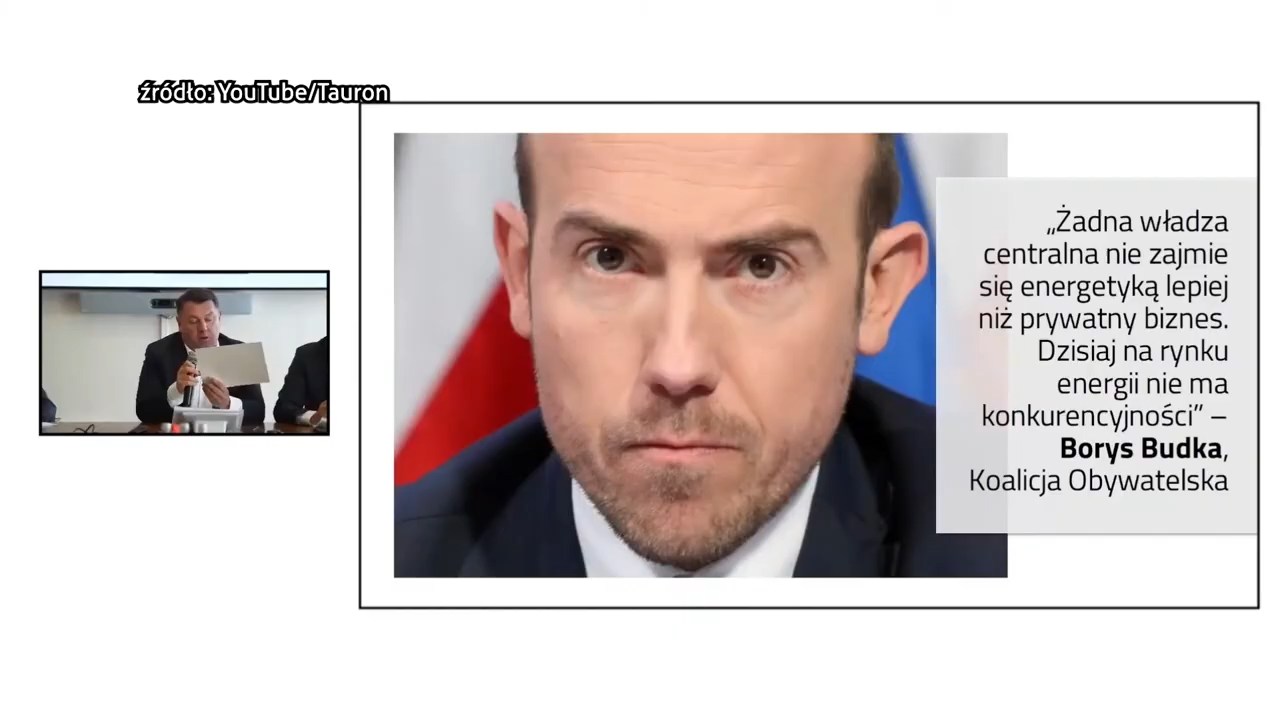 źródło: YouTube/Tauron
„Żadna władza
centralna nie zajmie
się energetyką lepiej
niż prywatny biznes.
Dzisiaj na rynku
energii nie ma
konkurencyjności” –
Borys Budka,
Koalicja Obywatelska